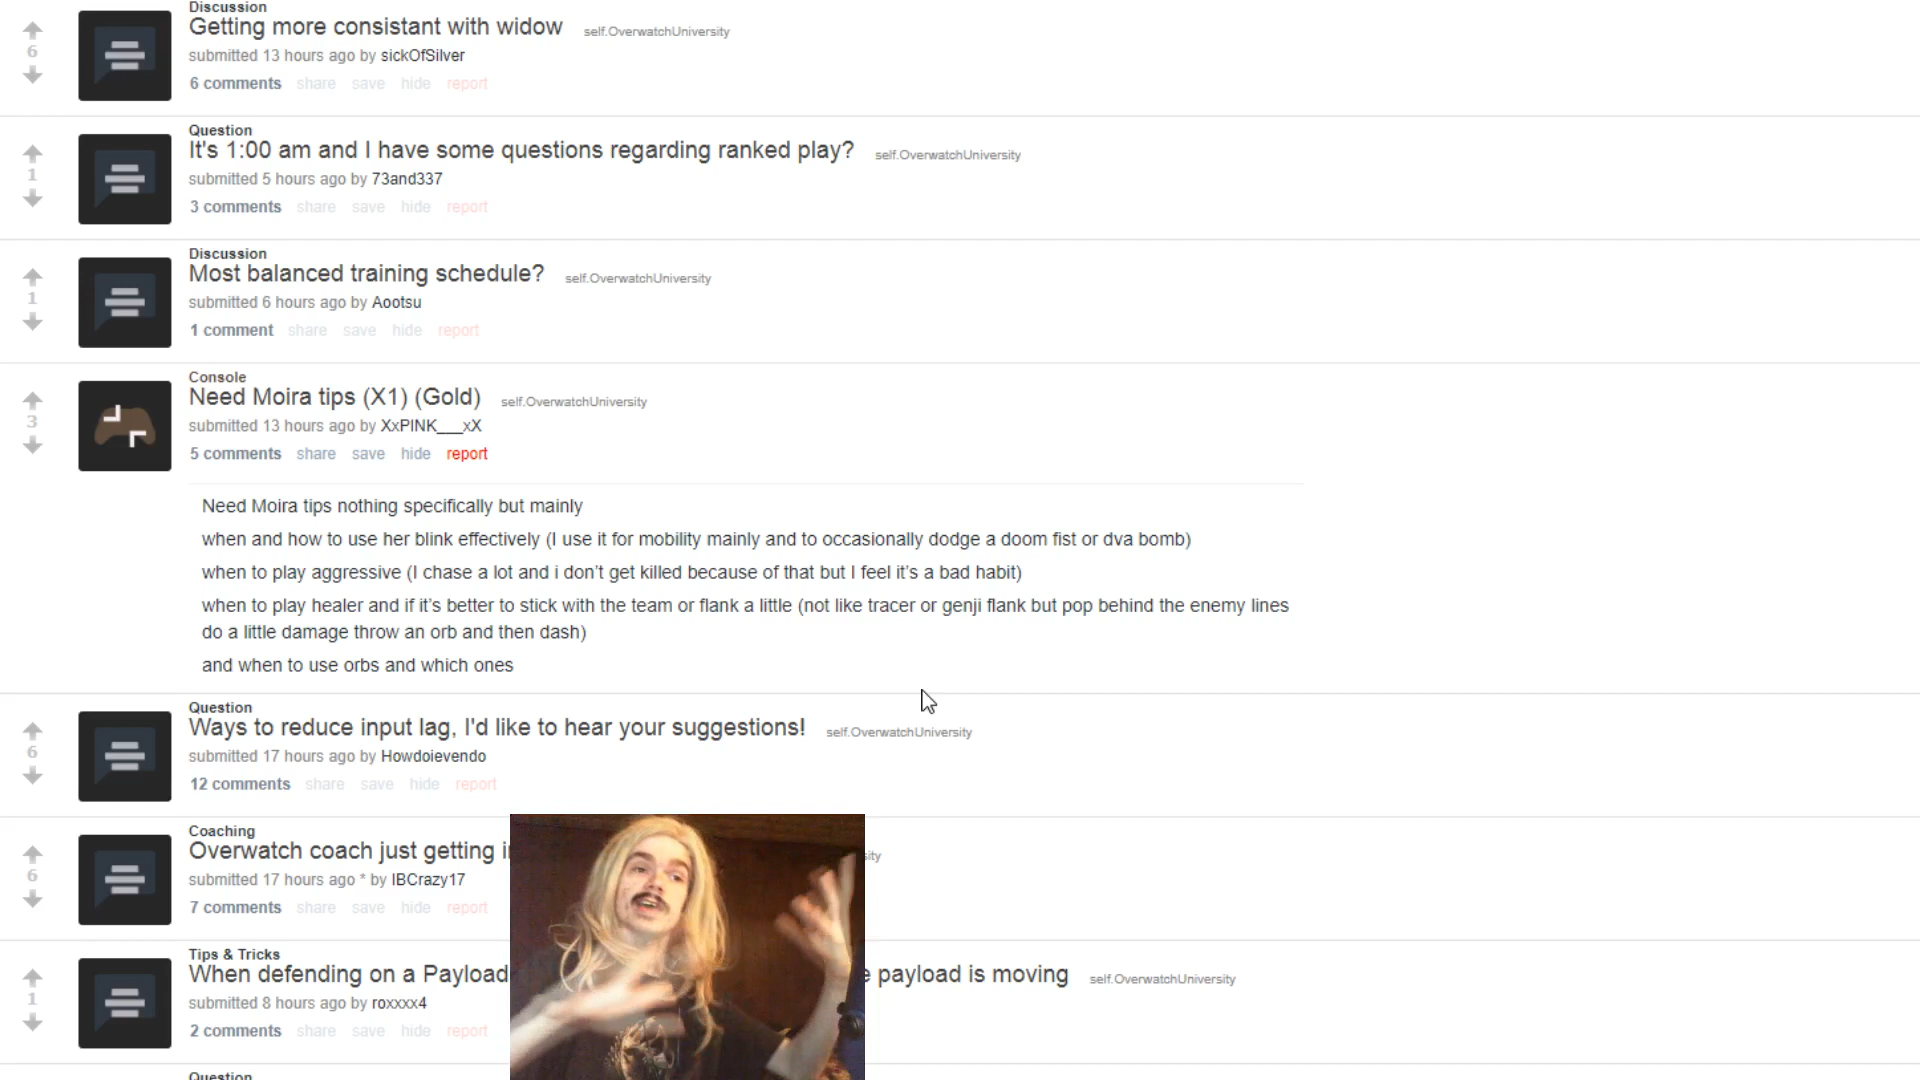 Discussion
Getting more consistant with widow self.OverwatchUniversity
6
submitted 13 hours ago by sickOfSilver
6 comments share save hide report
Question
It's 1:00 am and I have some questions regarding ranked play? self.OverwatchUniversity
1
submitted 5 hours ago by 73and337
3 comments share save hide report
Discussion
Most balanced training schedule? self.OverwatchUniversity
1
submitted 6 hours ago by Aootsu
1 comment share save hide report
Console
Need Moira tips (X1) (Gold) self.OverwatchUniversity
3
submitted 13 hours ago by XxPINK___xX
5 comments share save hide report
Need Moira tips nothing specifically but mainly
when and how to use her blink effectively (I use it for mobility mainly and to occasionally dodge a doom fist or dva bomb)
when to play aggressive (I chase a lot and i don't get killed because of that but I feel it's a bad habit)
when to play healer and if it's better to stick with the team or flank a little (not like tracer or genji flank but pop behind the enemy lines
do a little damage throw an orb and then dash)
and when to use orbs and which ones
Question
Ways to reduce input lag, I'd like to hear your suggestions! self.OverwatchUniversity
6
submitted 17 hours ago by Howdoievendo
12 comments share save hide report
Coaching
Overwatch coach just getting
6
submitted 17 hours ago * by IBCrazy17
7 comments share save hide report
Tips & Tricks
When defending on a Payload payload is moving self.OverwatchUniversity
1
submitted 8 hours ago by roxxxx4
2 comments share save hide report
Question